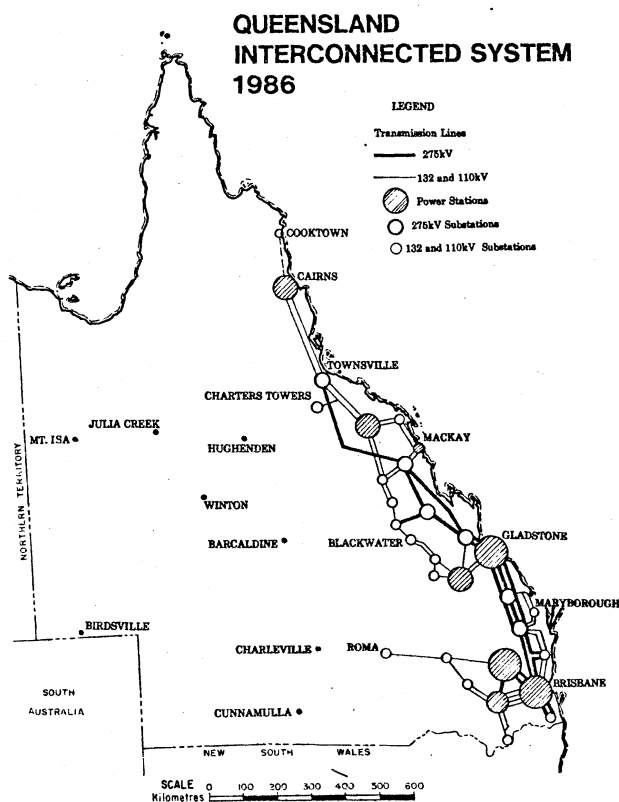 QUEENSLAND
INTERCONNECTED SYSTEM
1986
LEGEND
Transmission Lines
275kV
132 and 110kV
Power Stations
275kV Substations
132 and 110kV Substations
COOKTOWN
CAIRNS
TOWNSVILLE
CHARTERS TOWERS
JULIA CREEK
MT. ISA
HUGHENDEN
MACKAY
NORTHERN TERRITORY
WINTON
BARCALDINE
BLACKWATER
GLADSTONE
MARYBOROUGH
BIRDSVILLE
CHARLEVILLE
ROMA
BRISBANE
SOUTH
AUSTRALIA
CUNNAMULLA
NEW SOUTH WALES
SCALE
Kilometres
0 100 200 300 400 500 600